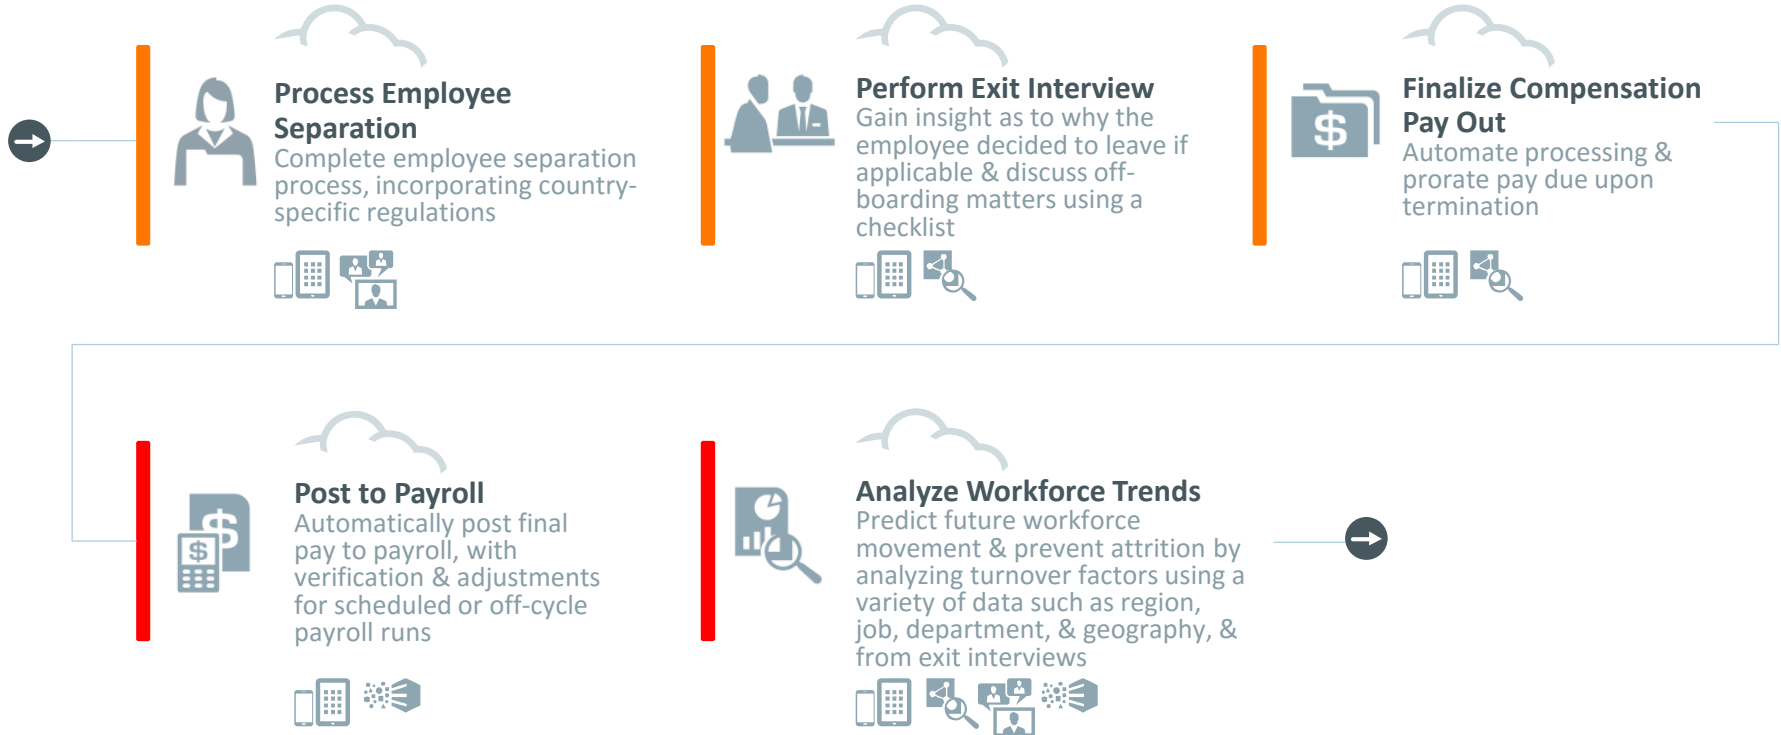 Process Employee
Separation
Complete employee separation
process, incorporating country-
specific regulations
Perform Exit Interview
Gain insight as to why the
employee decided to leave if
applicable & discuss off-
boarding matters using a
checklist
$
Finalize Compensation
Pay Out
Automate processing &
prorate pay due upon
termination
$
$
Post to Payroll
Automatically post final
pay to payroll, with
verification & adjustments
for scheduled or off-cycle
payroll runs
Analyze Workforce Trends
Predict future workforce
movement & prevent attrition by
analyzing turnover factors using a
variety of data such as region,
job, department, & geography, &
from exit interviews